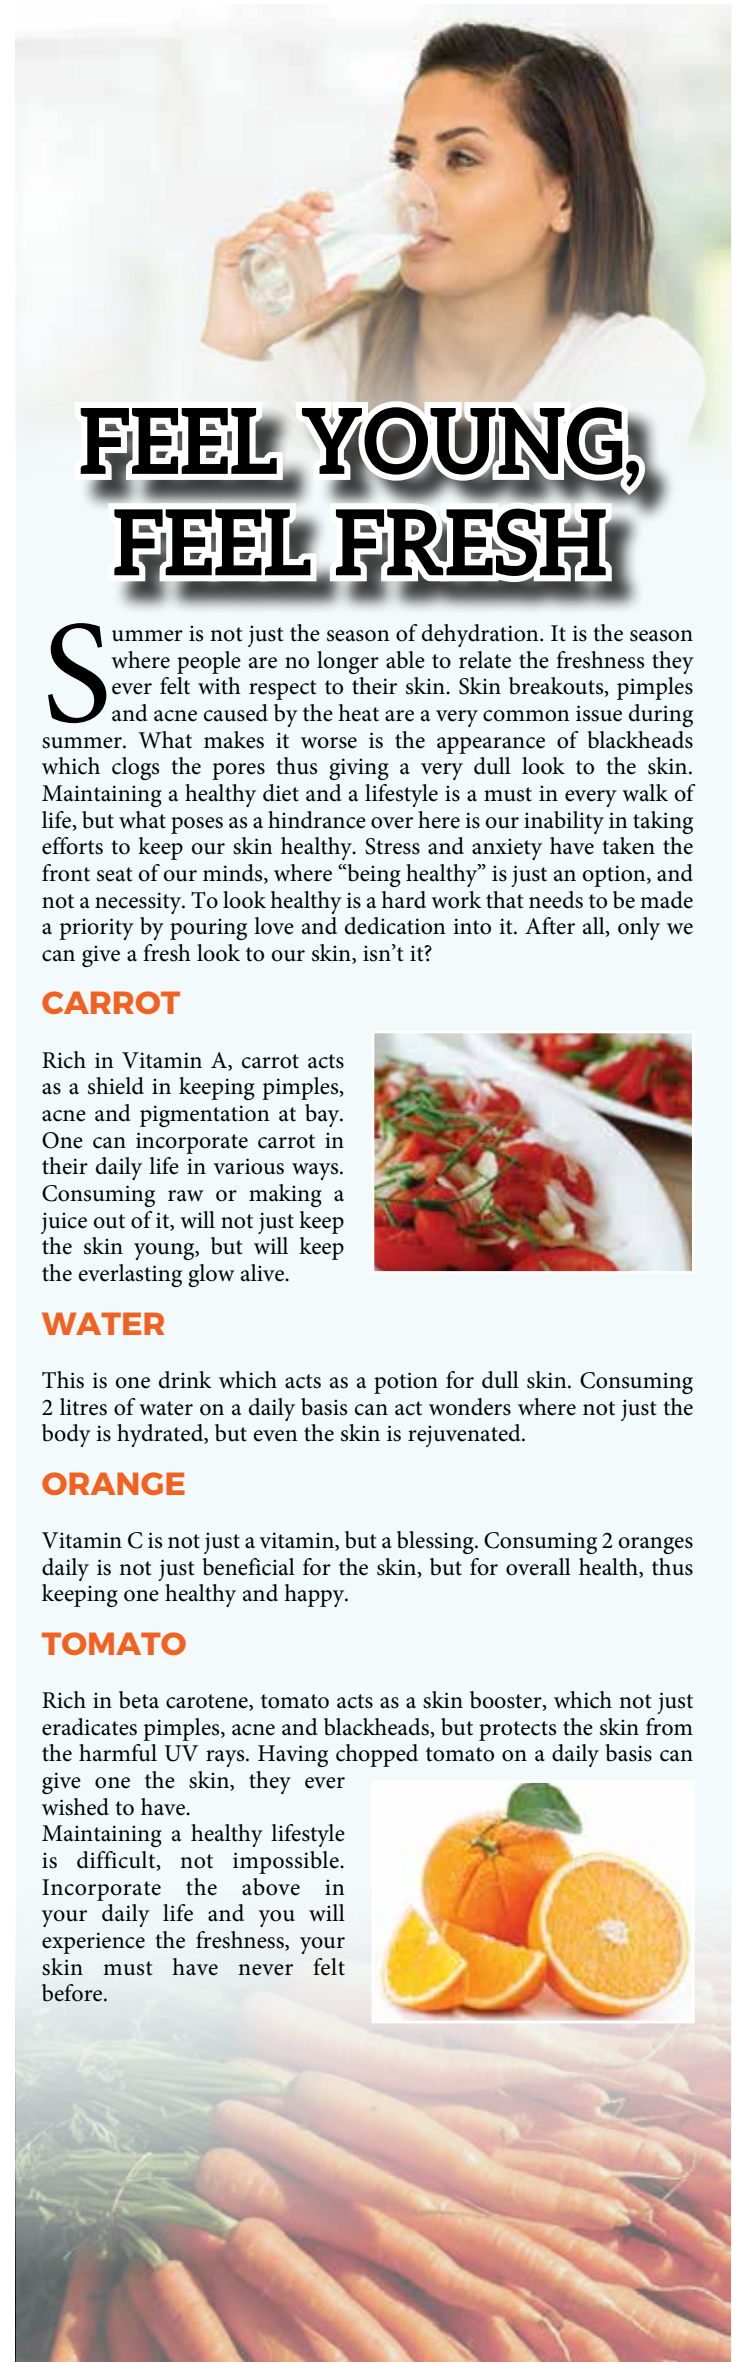 FEEL YOUNG,
FEEL FRESH
Summer is not just the season of dehydration. It is the season
where people are no longer able to relate the freshness they
ever felt with respect to their skin. Skin breakouts, pimples
and acne caused by the heat are a very common issue during
summer. What makes it worse is the appearance of blackheads
which clogs the pores thus giving a very dull look to the skin.
Maintaining a healthy diet and a lifestyle is a must in every walk of
life, but what poses as a hindrance over here is our inability in taking
efforts to keep our skin healthy. Stress and anxiety have taken the
front seat of our minds, where “being healthy” is just an option, and
not a necessity. To look healthy is a hard work that needs to be made
a priority by pouring love and dedication into it. After all, only we
can give a fresh look to our skin, isn’t it?
CARROT
Rich in Vitamin A, carrot acts
as a shield in keeping pimples,
acne and pigmentation at bay.
One can incorporate carrot in
their daily life in various ways.
Consuming raw or making a
juice out of it, will not just keep
the skin young, but will keep
the everlasting glow alive.
WATER
This is one drink which acts as a potion for dull skin. Consuming
2 litres of water on a daily basis can act wonders where not just the
body is hydrated, but even the skin is rejuvenated.
ORANGE
Vitamin C is not just a vitamin, but a blessing. Consuming 2 oranges
daily is not just beneficial for the skin, but for overall health, thus
keeping one healthy and happy.
TOMATO
Rich in beta carotene, tomato acts as a skin booster, which not just
eradicates pimples, acne and blackheads, but protects the skin from
the harmful UV rays. Having chopped tomato on a daily basis can
give one the skin, they ever
wished to have.
Maintaining a healthy lifestyle
is difficult, not impossible.
Incorporate the above in
your daily life and you will
experience the freshness, your
skin must have never felt
before.